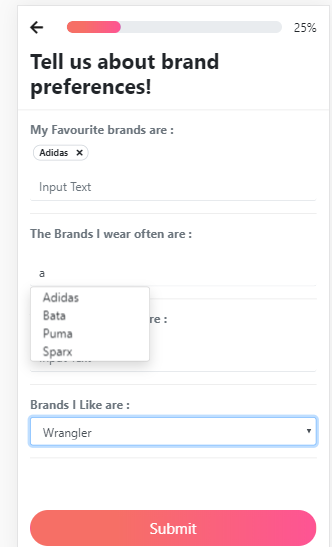 25%
Tell us about brand
preferences!
My Favourite brands are :
Adidas ×
Input Text
The Brands I wear often are :
a
Adidas
Bata
Puma
Sparx
re :
Brands I Like are :
Wrangler
Submit